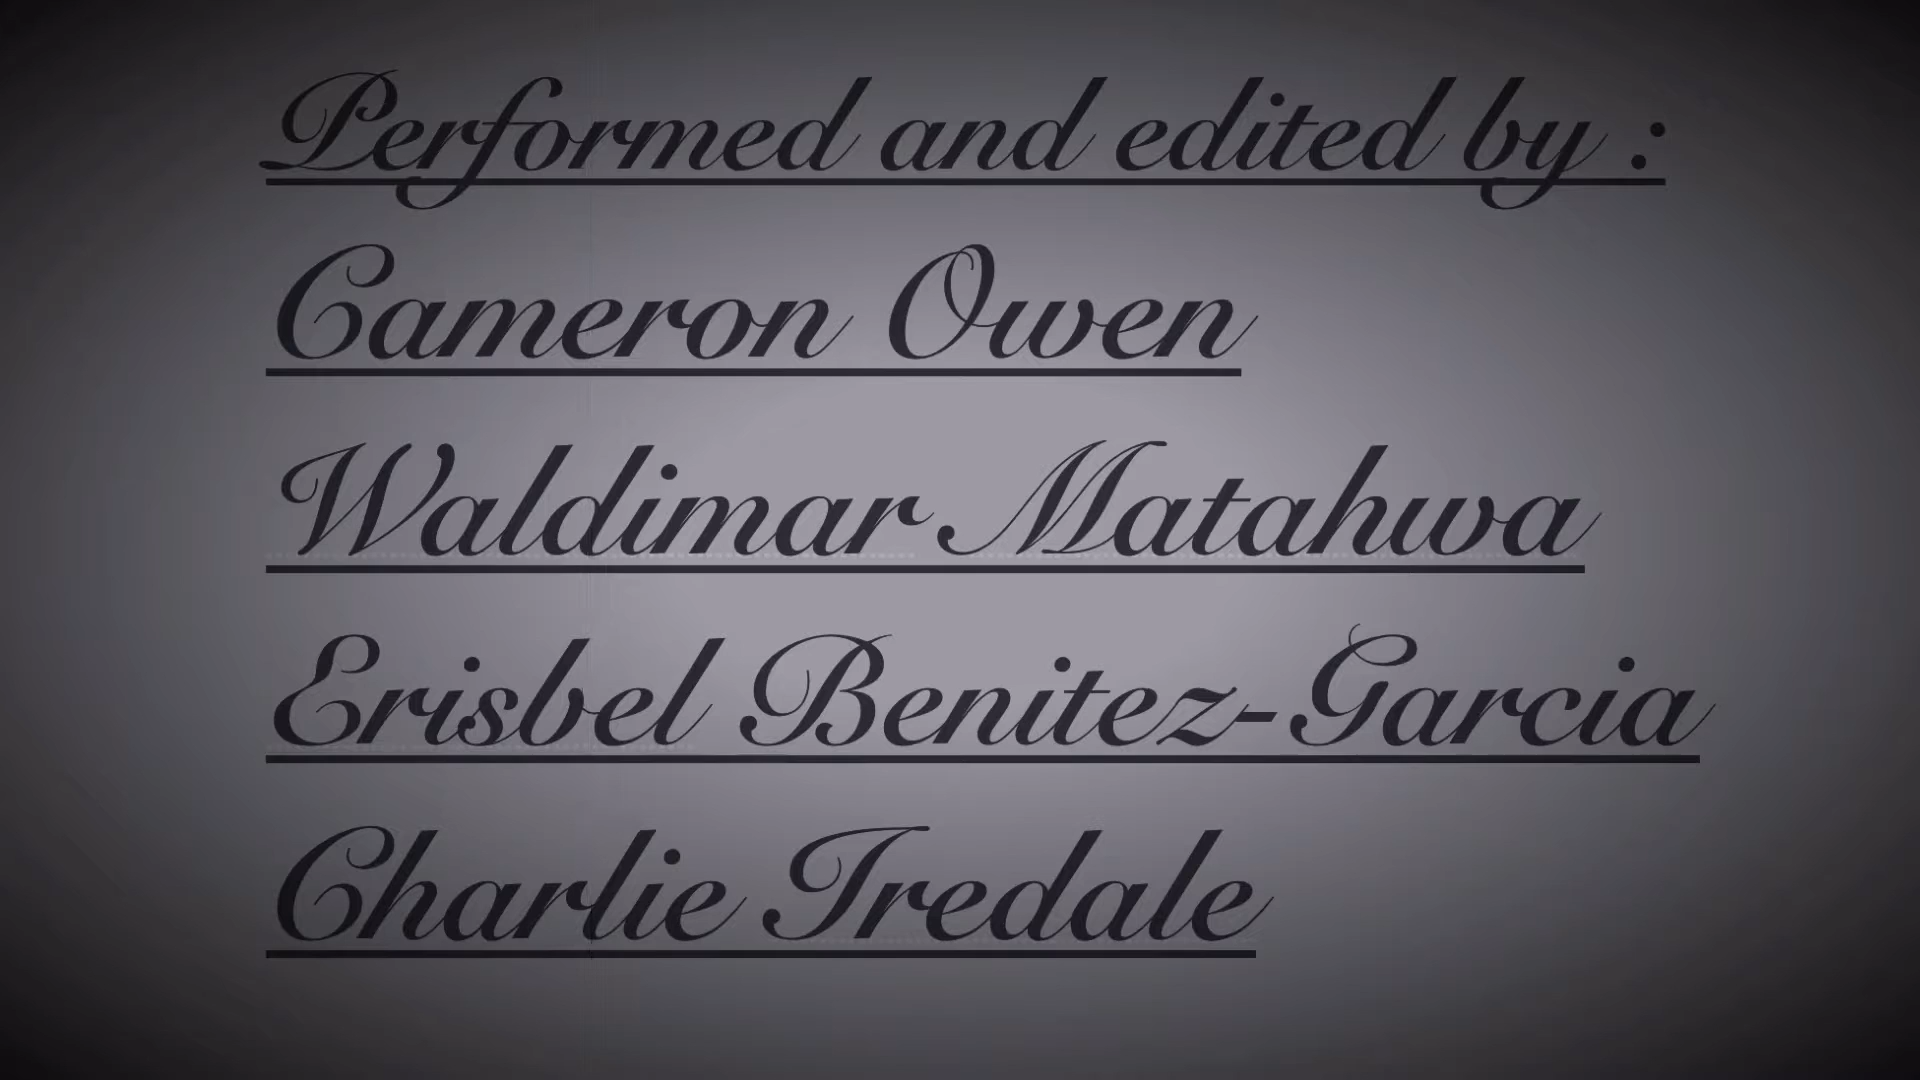 Performed and edited by :
Cameron Owen
Waldimar Matahwa
Erisbel Benitez-Garcia
Charlie Iredale